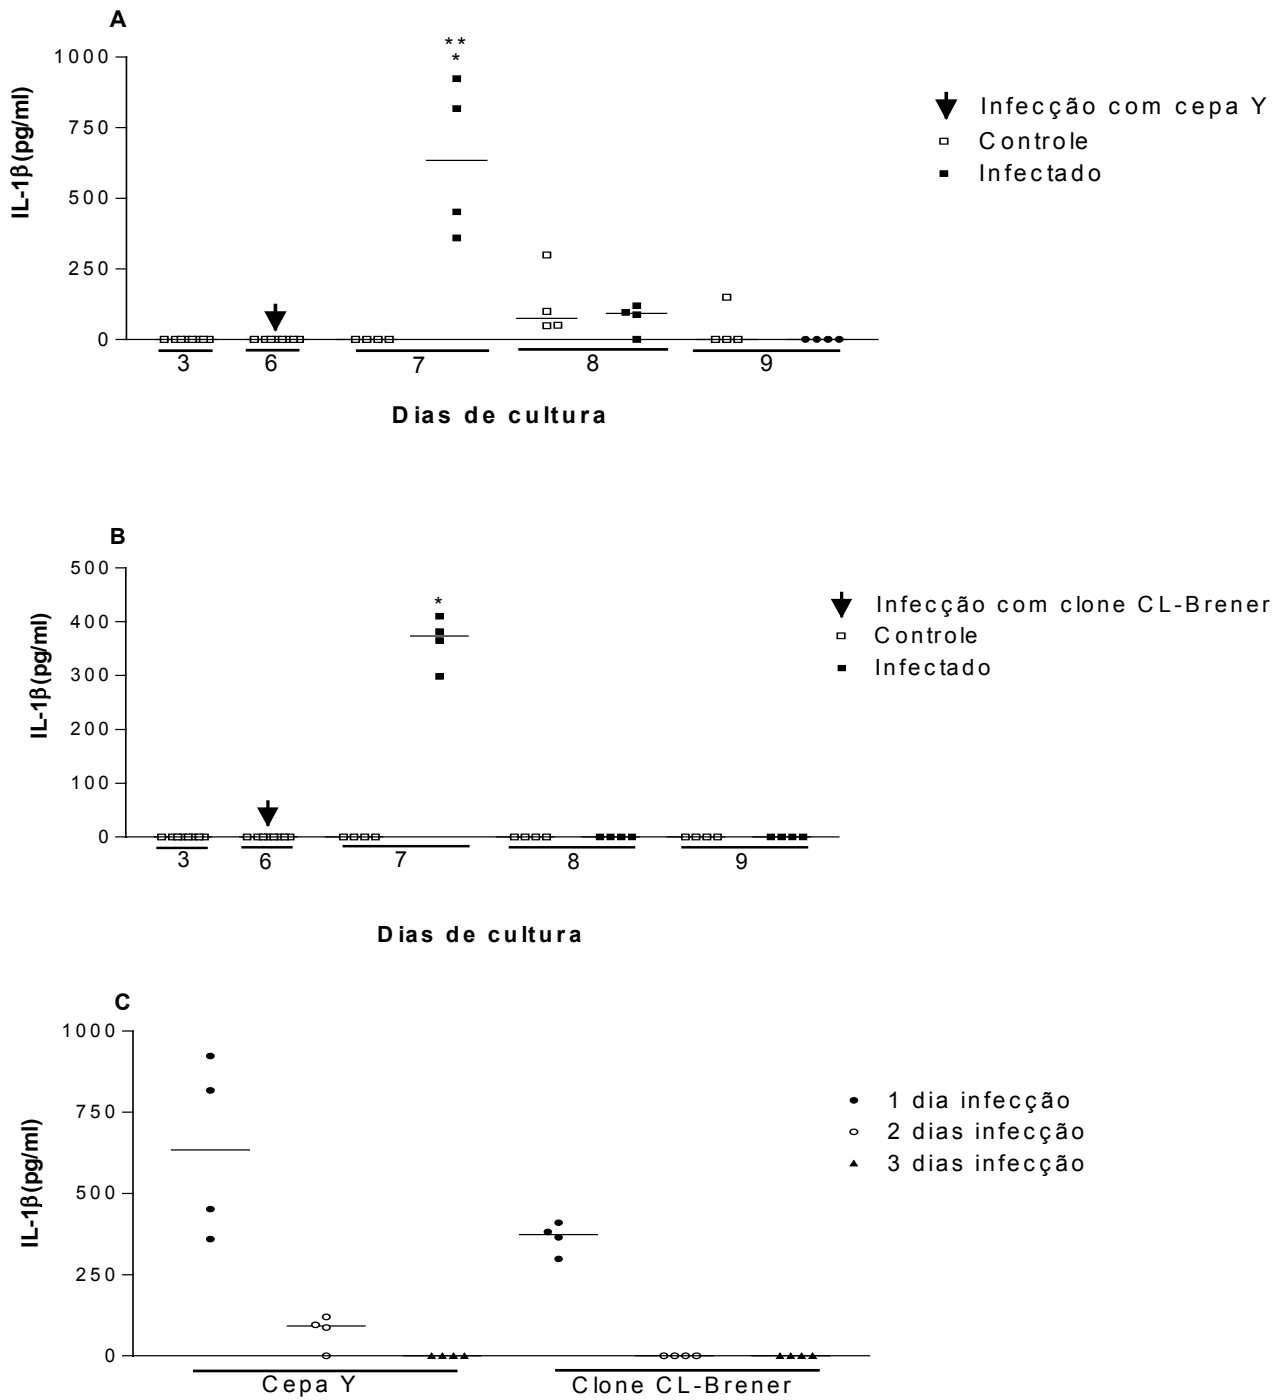 A
1000
750
500
250
0
IL-1β(pg/ml)
**
*
Infecção com cepa Y
Controle
Infectado
3
6
7
8
9
Dias de cultura
B
500
400
300
200
100
0
IL-1β(pg/ml)
*
Infecção com clone CL-Brener
Controle
Infectado
3
6
7
8
9
Dias de cultura
C
1000
750
500
250
0
IL-1β(pg/ml)
1 dia infecção
2 dias infecção
3 dias infecção
Cepa Y
Clone CL-Brener